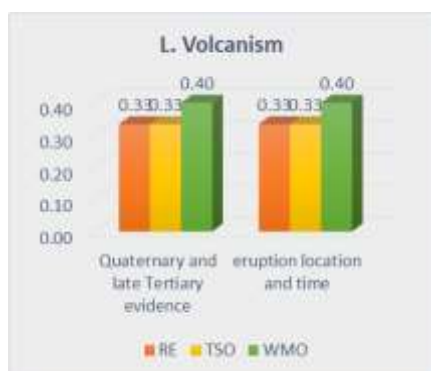 L. Volcanism
0.40 0.40
0.33 0.33 0.33 0.33
0.40
0.30
0.20
0.10
0.00
Quaternary and late Tertiary evidence
eruption location and time
RE TSO WMO